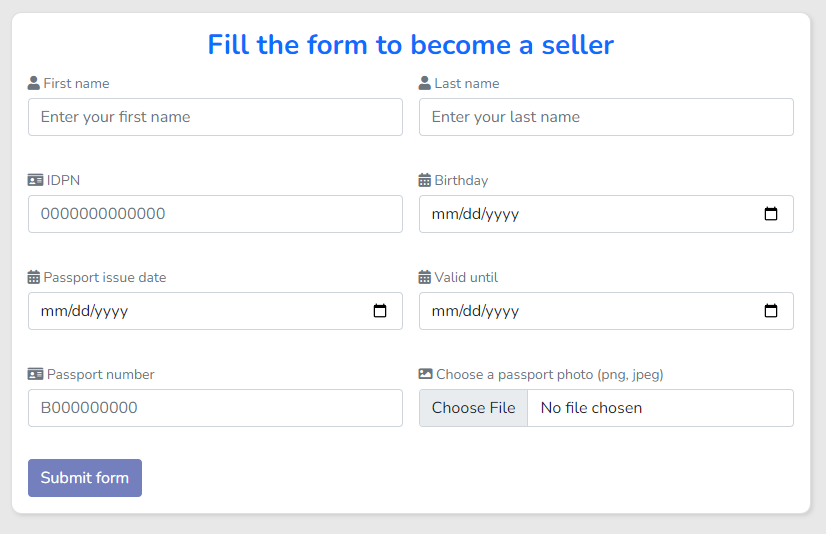 Fill the form to become a seller
First name
Last name
Enter your first name
Enter your last name
IDPN
Birthday
0000000000000
mm/dd/yyyy
Passport issue date
Valid until
mm/dd/yyyy
mm/dd/yyyy
Passport number
Choose a passport photo (png, jpeg)
B000000000
Choose File No file chosen
Submit form